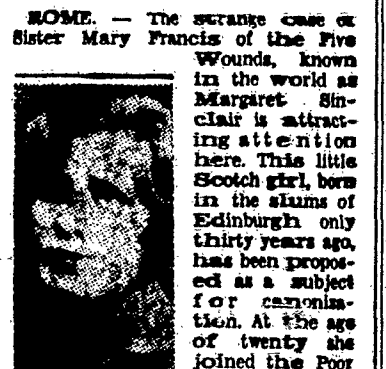 ROME. — The strange case of
Sister Mary Francis of the Five
Wounds, known
in the world as
Margaret Sin-
clair is attract-
ing attention
here. This little
Scotch girl, born
in the slums of
Edinburgh only
thirty years ago,
has been propos-
ed as a subject
for canoniza-
tion. At the age
of twenty she
joined the Poor